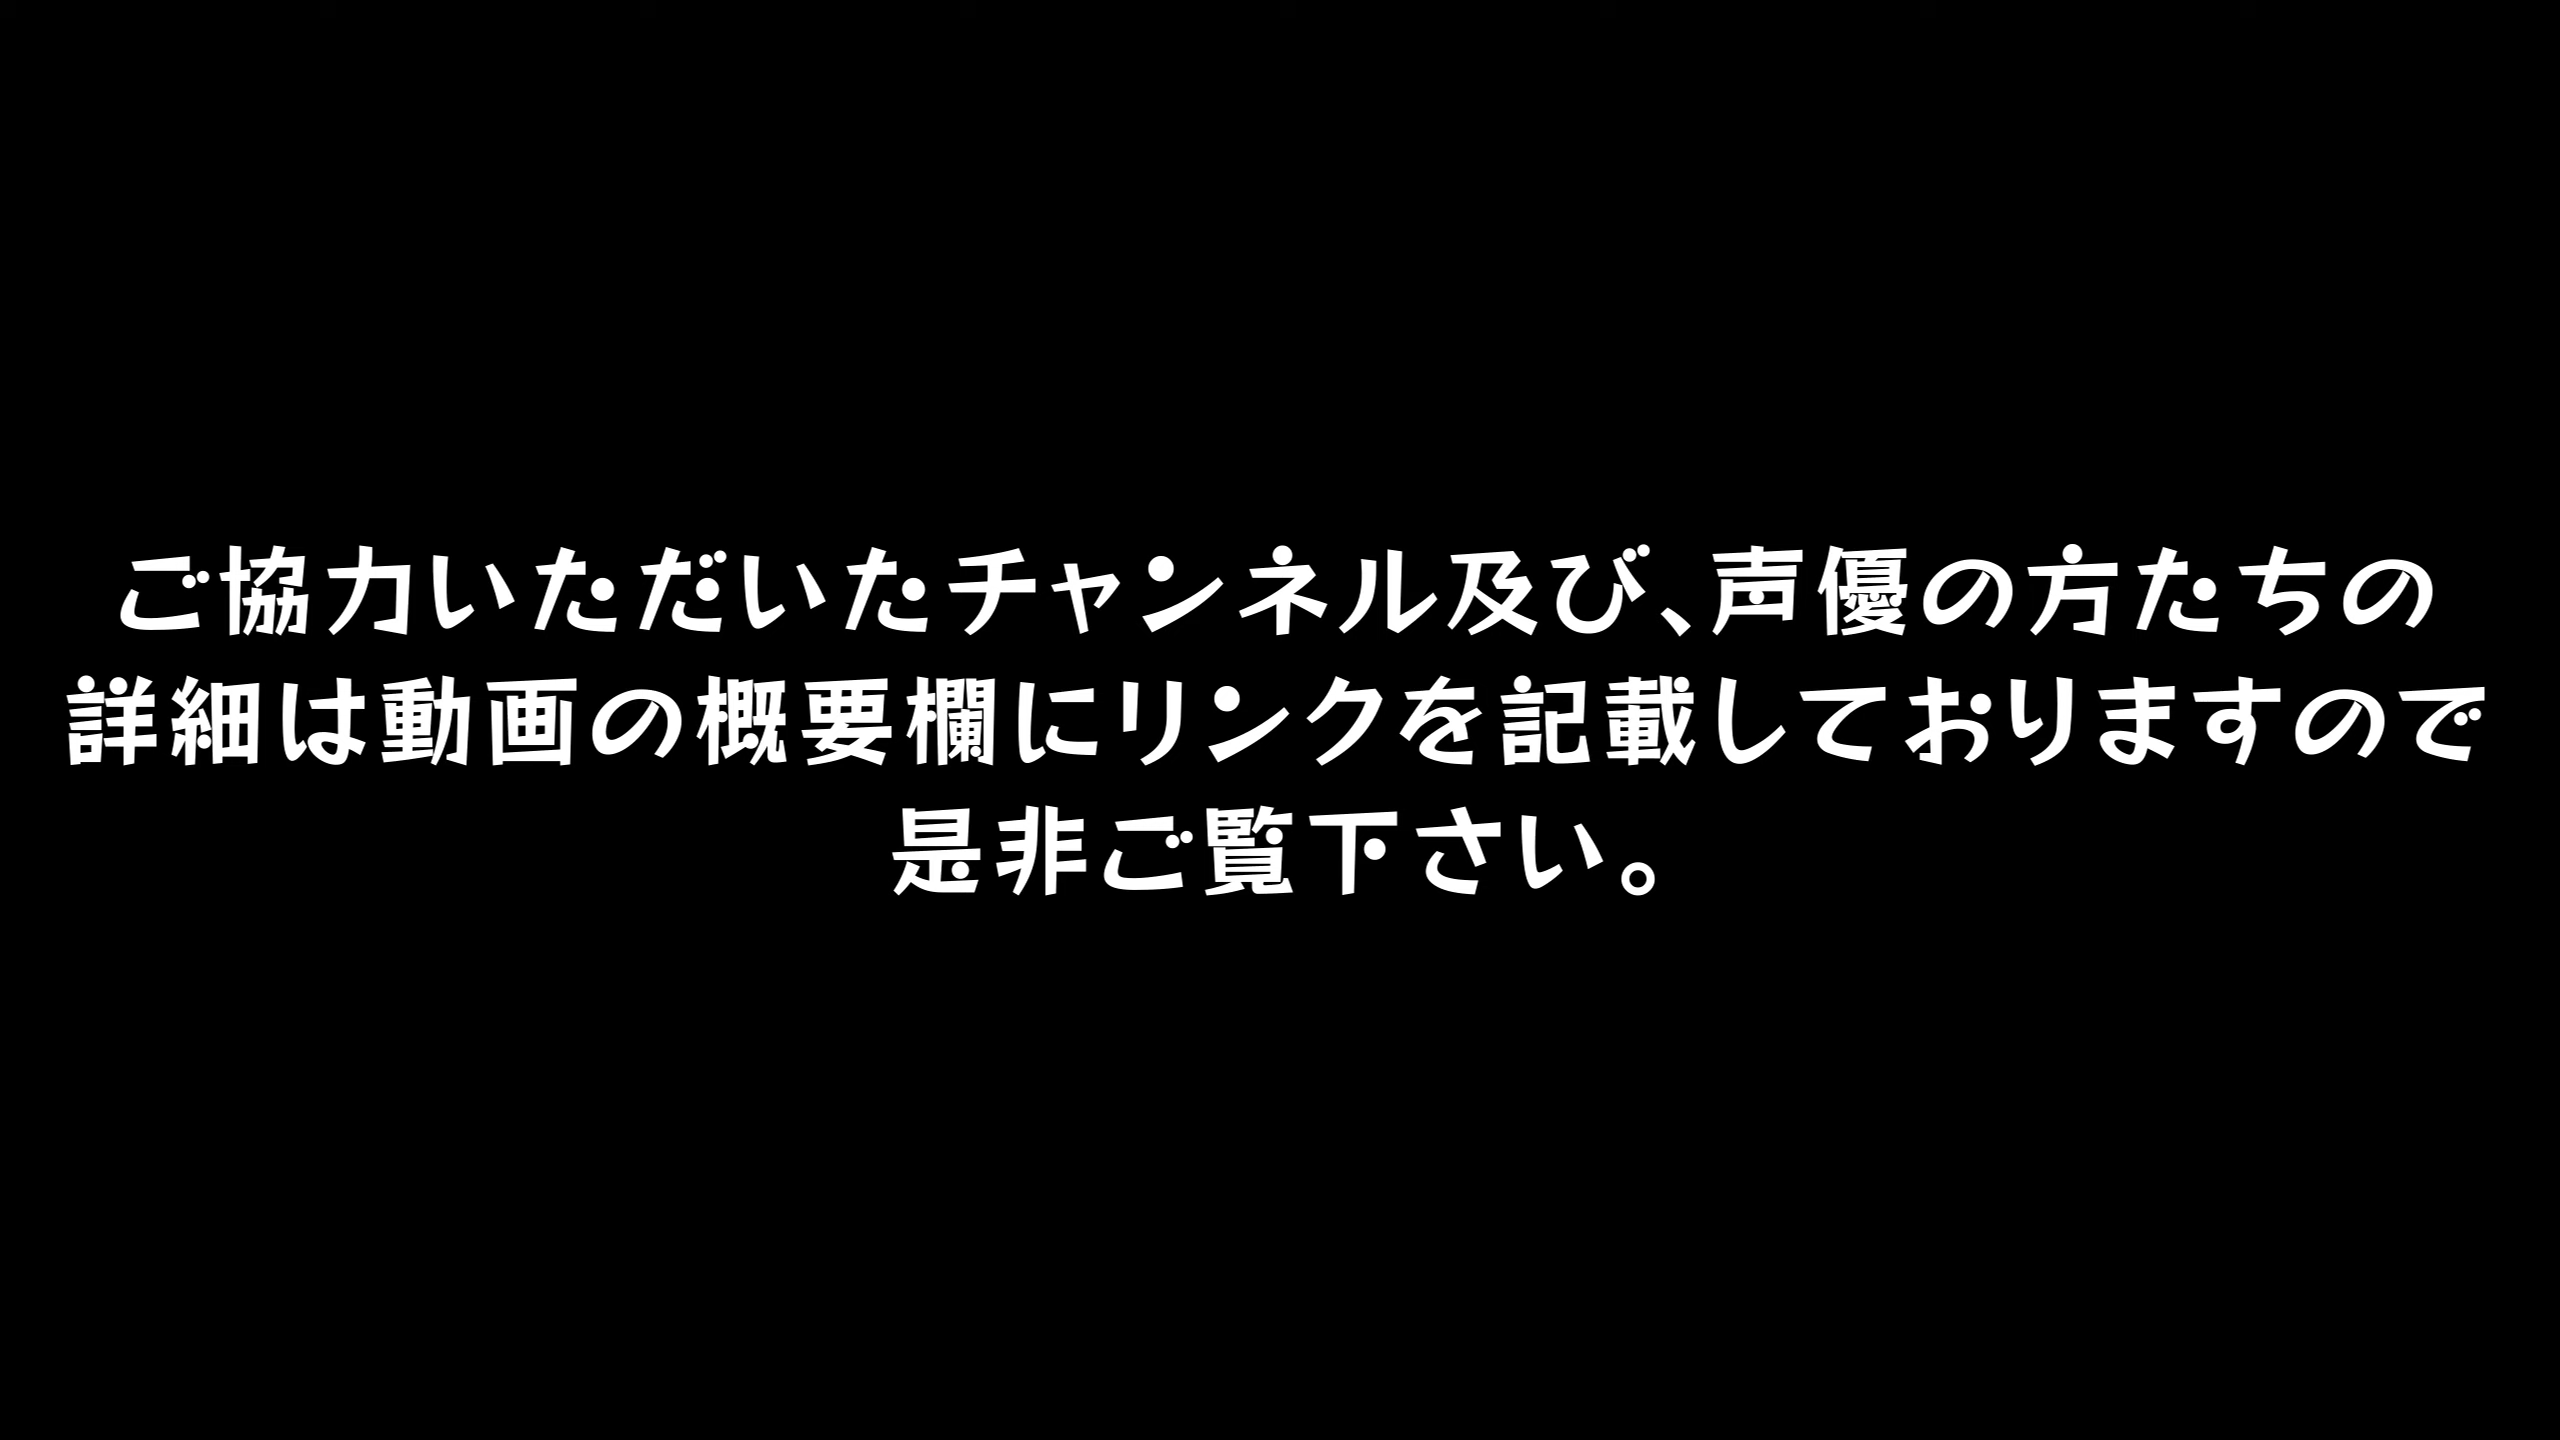 ご協力いただいたチャンネル及び、声優の方たちの
詳細は動画の概要欄にリンクを記載しておりますので
是非ご覧下さい。